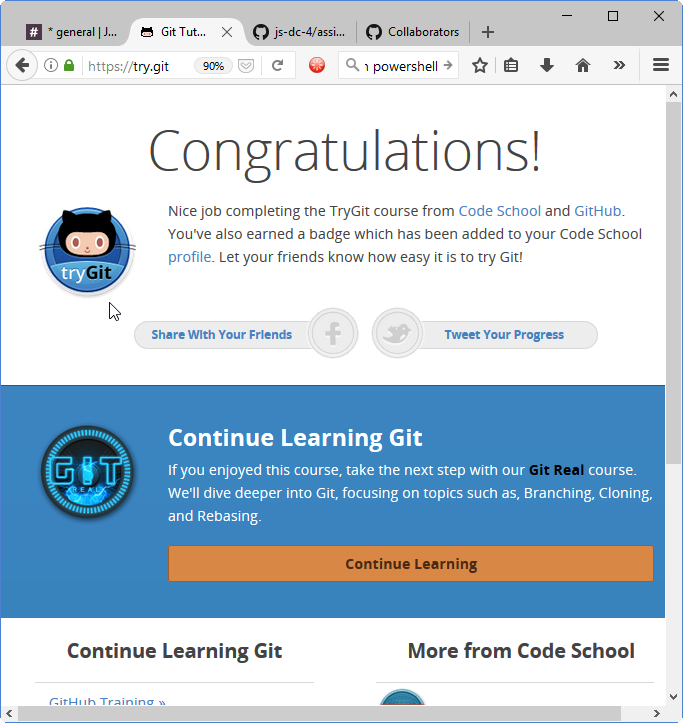 * general | J...
Git Tut...
js-dc-4/assi...
Collaborators
https://try.git
90%
powershell
Congratulations!
Nice job completing the TryGit course from Code School and GitHub.
You've also earned a badge which has been added to your Code School
profile. Let your friends know how easy it is to try Git!
tryGit
Share With Your Friends
Tweet Your Progress
Continue Learning Git
If you enjoyed this course, take the next step with our Git Real course.
We'll dive deeper into Git, focusing on topics such as, Branching, Cloning,
and Rebasing.
GIT
REAL
Continue Learning
Continue Learning Git
More from Code School
GitHub Training »